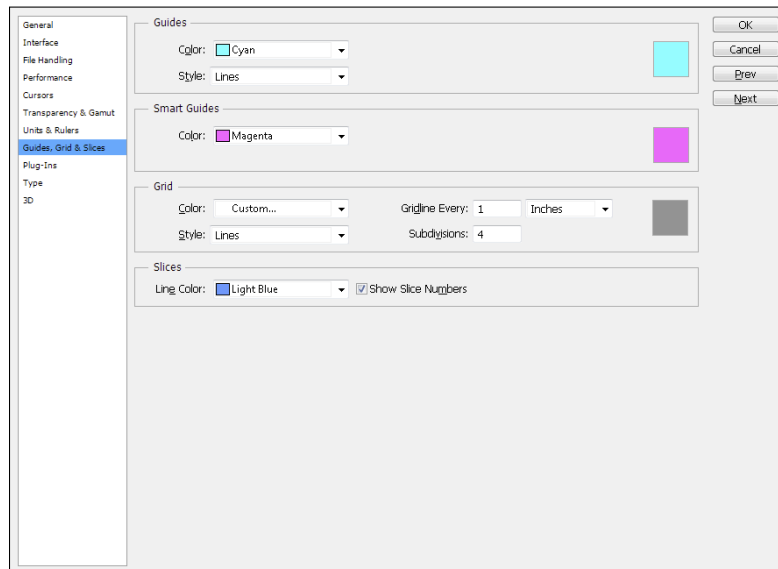 General
Interface
File Handling
Performance
Cursors
Transparency & Gamut
Units & Rulers
Guides, Grid & Slices
Plug-Ins
Type
3D
Guides
Color: Cyan
Style: Lines
Smart Guides
Color: Magenta
Grid
Color: Custom...
Gridline Every: 1 Inches
Style: Lines
Subdivisions: 4
Slices
Line Color: Light Blue
Show Slice Numbers
OK
Cancel
Prev
Next